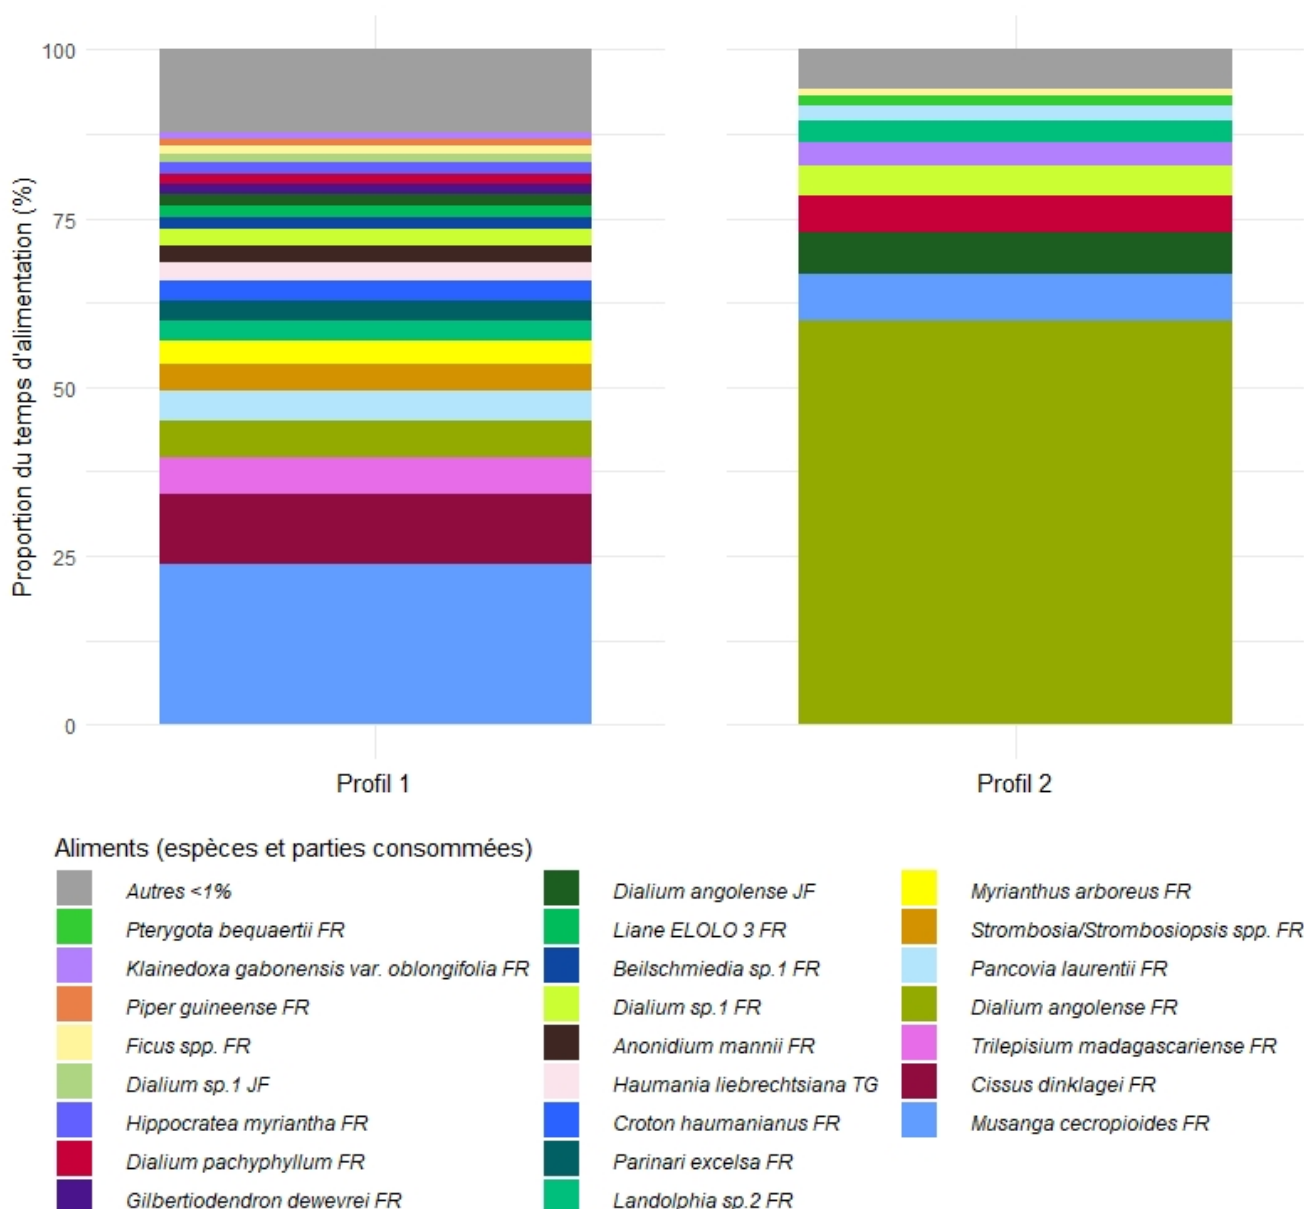 Proportion du temps d'alimentation (%)
100
75
50
25
0
Profil 1
Profil 2
Aliments (espèces et parties consommées)
Autres <1%
Pterygota bequaertii FR
Klainedoxa gabonensis var. oblongifolia FR
Piper guineense FR
Ficus spp. FR
Dialium sp.1 JF
Hippocratea myriantha FR
Dialium pachyphyllum FR
Gilbertiodendron dewevrei FR
Dialium angolense JF
Liane ELOLO 3 FR
Beilschmiedia sp.1 FR
Dialium sp.1 FR
Anonidium mannii FR
Haumania liebrechtsiana TG
Croton haumanianus FR
Parinari excelsa FR
Landolphia sp.2 FR
Myrianthus arboreus FR
Strombosia/Strombosiopsis spp. FR
Pancovia laurentii FR
Dialium angolense FR
Trilepisium madagascariense FR
Cissus dinklagei FR
Musanga cecropioides FR